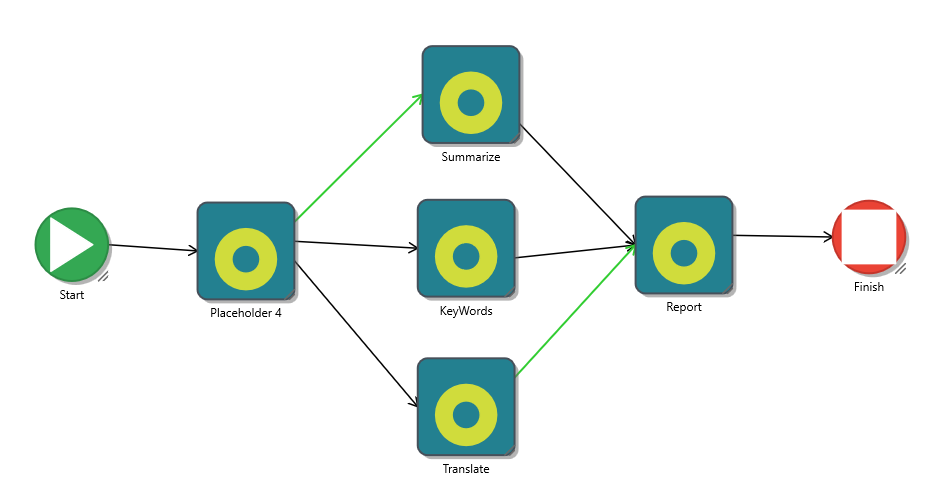 Summarize
Start
Placeholder 4
KeyWords
Report
Finish
Translate